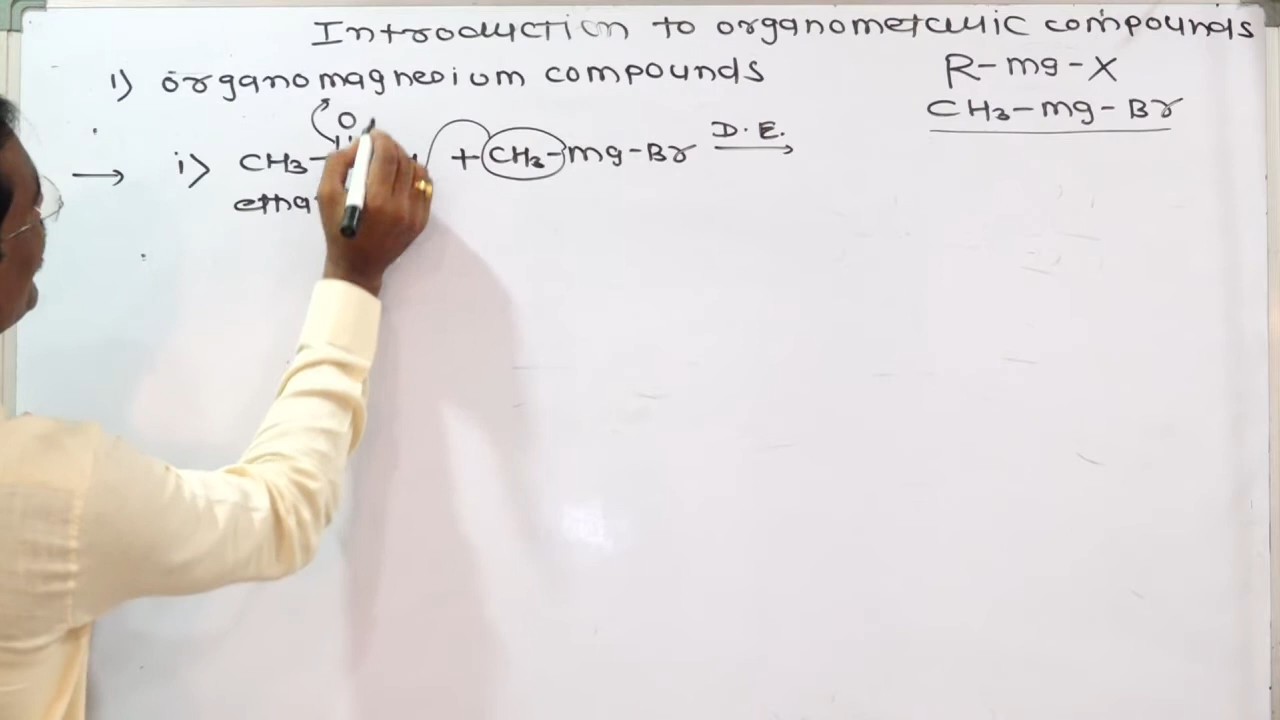 Introduction to organometallic compounds
1) organomagnesium compounds
R-mg-X
CH3-mg-Br
O
i) CH3- + CH3-mg-Br D.E.